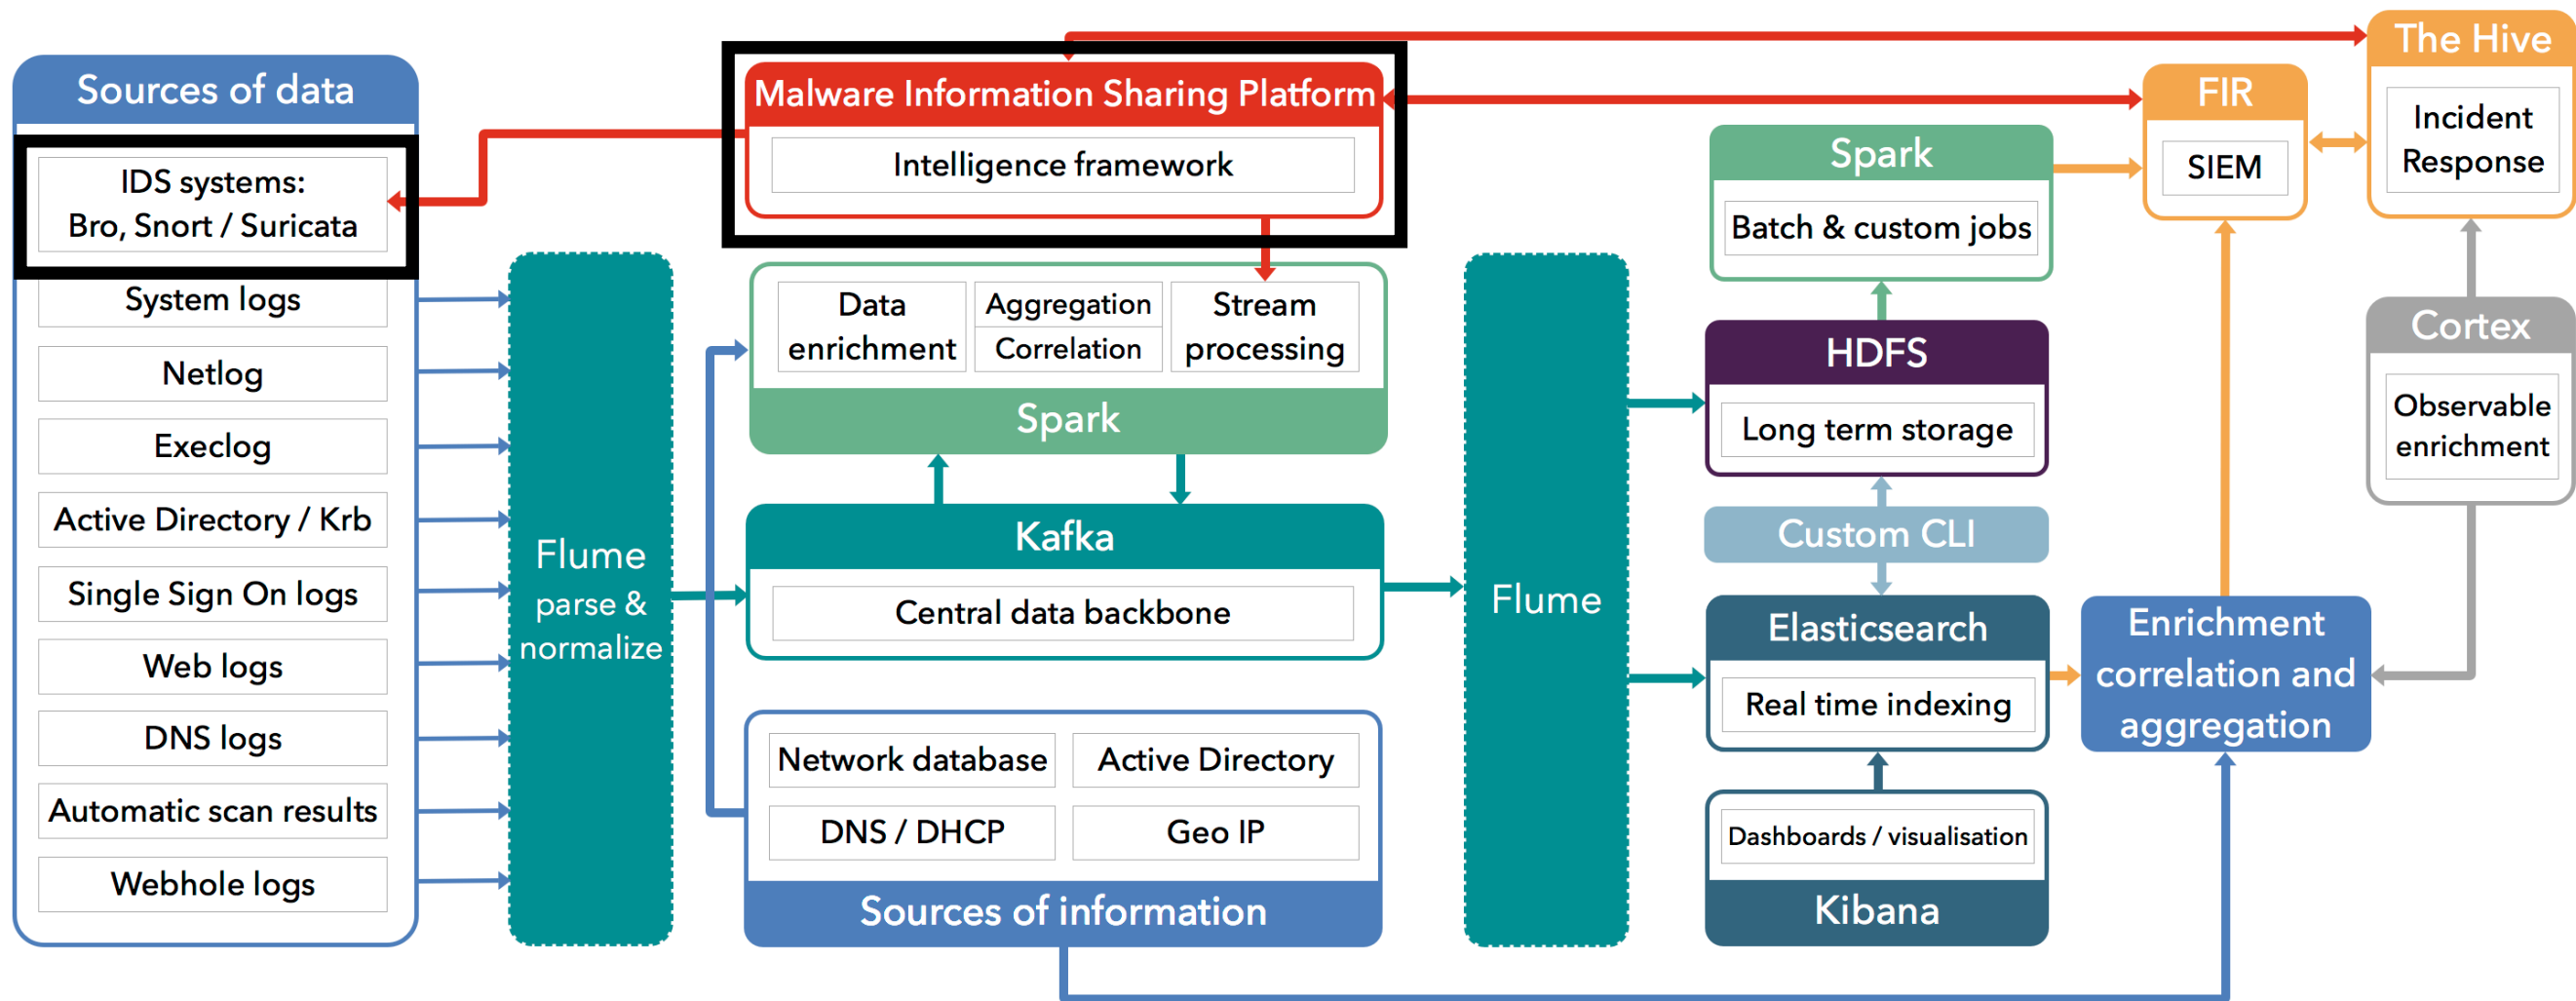 Sources of data
IDS systems:
Bro, Snort / Suricata
System logs
Netlog
Execlog
Active Directory / Krb
Single Sign On logs
Web logs
DNS logs
Automatic scan results
Webhole logs
Flume
parse &
normalize
Malware Information Sharing Platform
Intelligence framework
Data
enrichment
Aggregation
Correlation
Stream
processing
Spark
Kafka
Central data backbone
Network database
Active Directory
DNS / DHCP
Geo IP
Sources of information
Flume
Spark
Batch & custom jobs
HDFS
Long term storage
Custom CLI
Elasticsearch
Real time indexing
Dashboards / visualisation
Kibana
FIR
SIEM
Enrichment
correlation and
aggregation
The Hive
Incident
Response
Cortex
Observable
enrichment